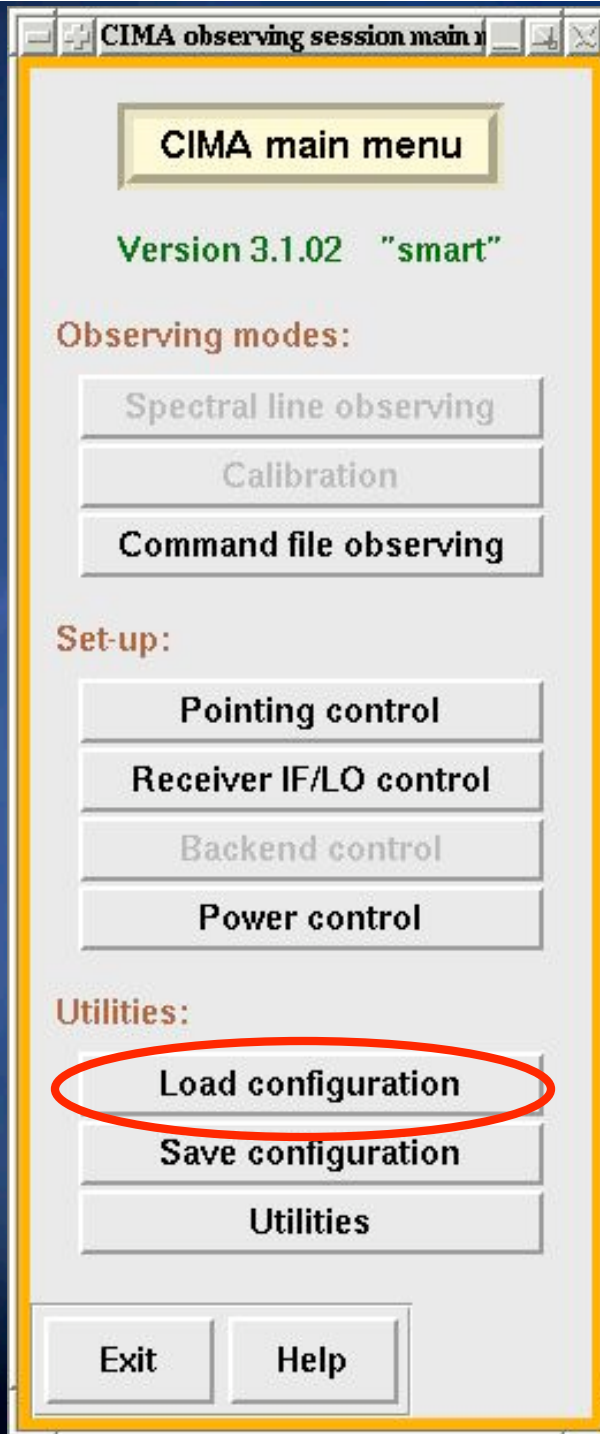 CIMA observing session main
CIMA main menu
Version 3.1.02 "smart"
Observing modes:
Spectral line observing
Calibration
Command file observing
Set-up:
Pointing control
Receiver IF/LO control
Backend control
Power control
Utilities:
Load configuration
Save configuration
Utilities
Exit Help